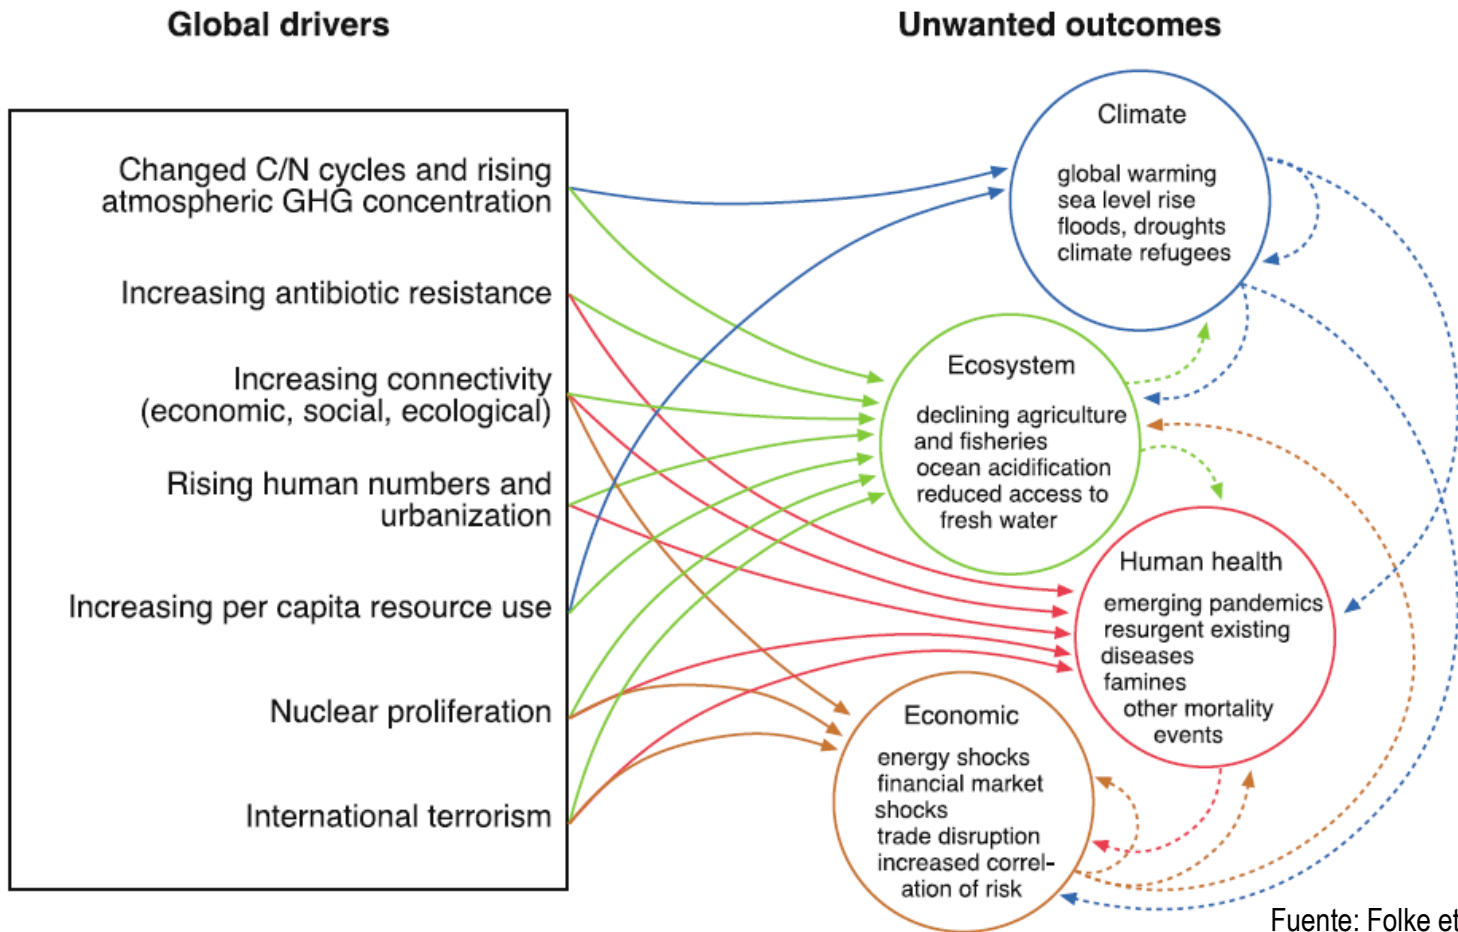 Global drivers
Unwanted outcomes
Changed C/N cycles and rising
atmospheric GHG concentration
Increasing antibiotic resistance
Increasing connectivity
(economic, social, ecological)
Rising human numbers and
urbanization
Increasing per capita resource use
Nuclear proliferation
International terrorism
Climate
global warming
sea level rise
floods, droughts
climate refugees
Ecosystem
declining agriculture
and fisheries
ocean acidification
reduced access to
fresh water
Human health
emerging pandemics
resurgent existing
diseases
famines
other mortality
events
Economic
energy shocks
financial market
shocks
trade disruption
increased correl-
ation of risk
Fuente: Folke et